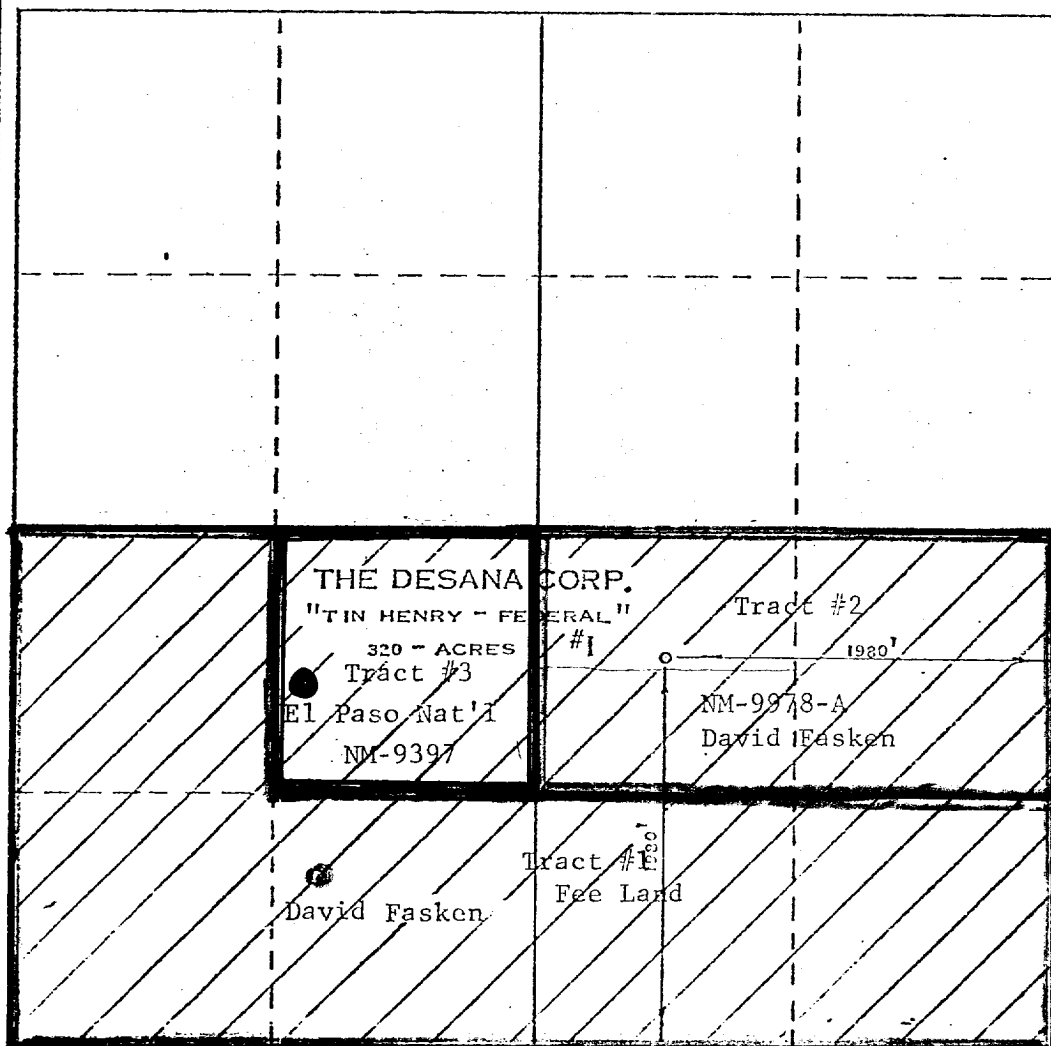 THE DESANA CORP.
"TIN HENRY - FEDERAL"
#1
320 - ACRES
Tract #3
El Paso Nat'l
NM-9397
Tract #2
1980'
NM-9978-A
David Fasken
1980'
Tract #1
Fee Land
David Fasken